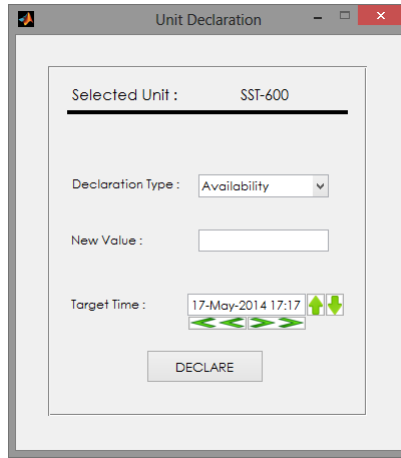 Unit Declaration
Selected Unit : SST-600
Declaration Type : Availability
New Value :
Target Time : 17-May-2014 17:17
DECLARE